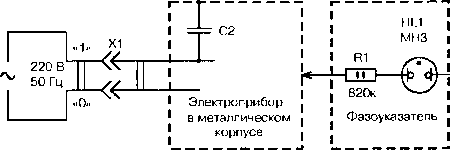 «1»
X1
220 В
50 Гц
«0»
C2
Электроприбор
в металлическом
корпусе
HL1
МН3
R1
820к
Фазоуказатель